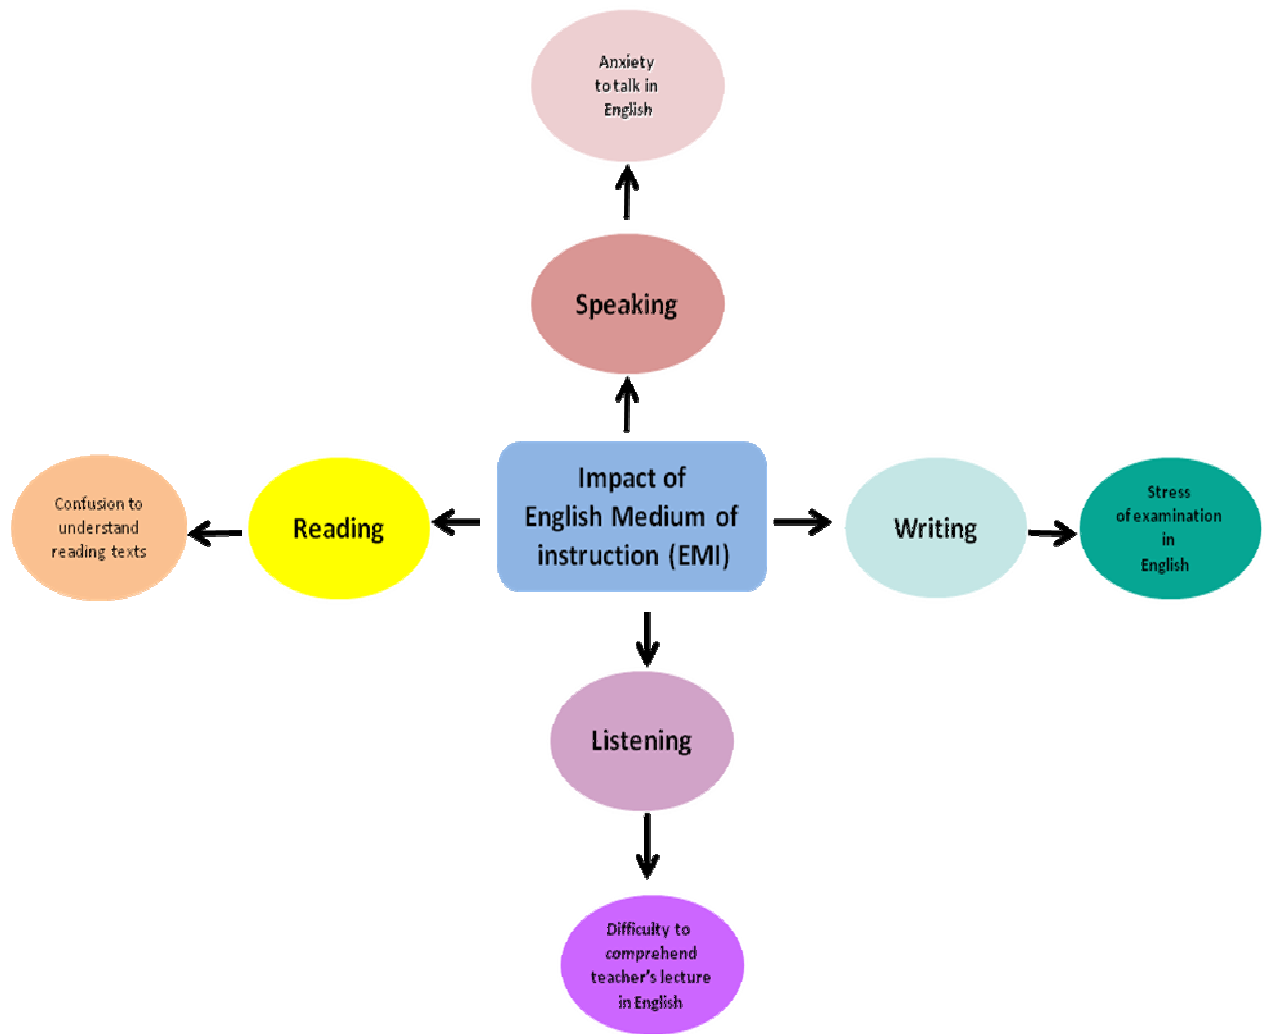 Anxiety
to talk in
English
Speaking
Impact of
English Medium of
instruction (EMI)
Confusion to
understand
reading texts
Reading
Writing
Stress
of examination
in
English
Listening
Difficulty to
comprehend
teacher's lecture
in English